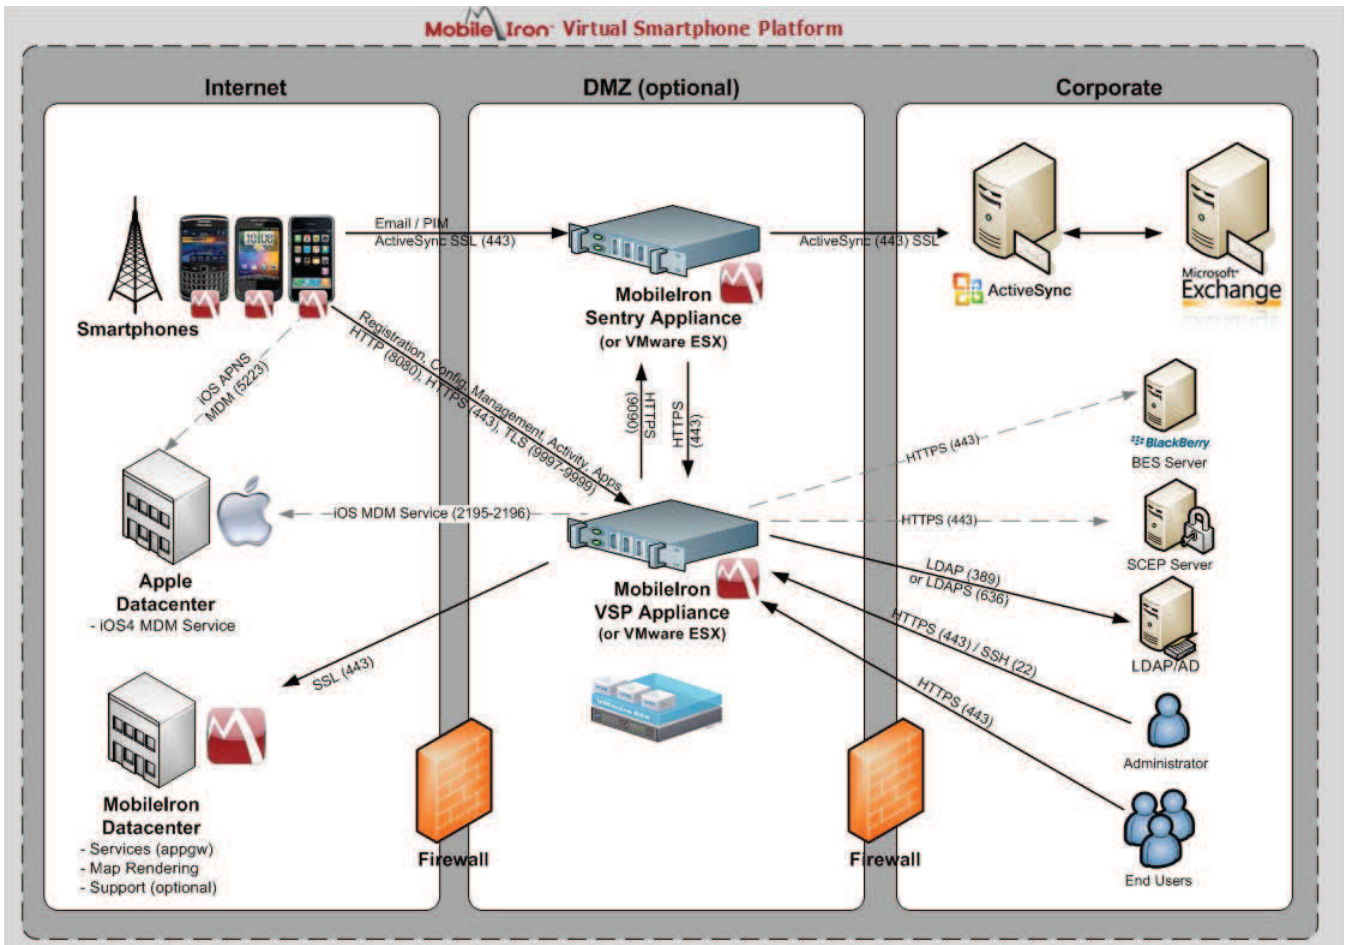 MobileIron Virtual Smartphone Platform
Internet
DMZ (optional)
Corporate
Email / PIM
ActiveSync SSL (443)
ActiveSync (443) SSL
Smartphones
MobileIron
Sentry Appliance
(or VMware ESX)
ActiveSync
Microsoft
Exchange
iOS APNS
MDM (5223)
Registration, Config, Management, Activity, Apps
HTTP (8080), HTTPS (443), TLS (9997-9999)
HTTPS
(9090)
HTTPS
(443)
HTTPS (443)
BlackBerry
BES Server
iOS MDM Service (2195-2196)
HTTPS (443)
SCEP Server
Apple
Datacenter
- iOS4 MDM Service
MobileIron
VSP Appliance
(or VMware ESX)
LDAP (389)
or LDAPS (636)
LDAP/AD
SSL (443)
HTTPS (443) / SSH (22)
HTTPS (443)
VMware ESX
Administrator
MobileIron
Datacenter
- Services (appgw)
- Map Rendering
- Support (optional)
Firewall
Firewall
End Users